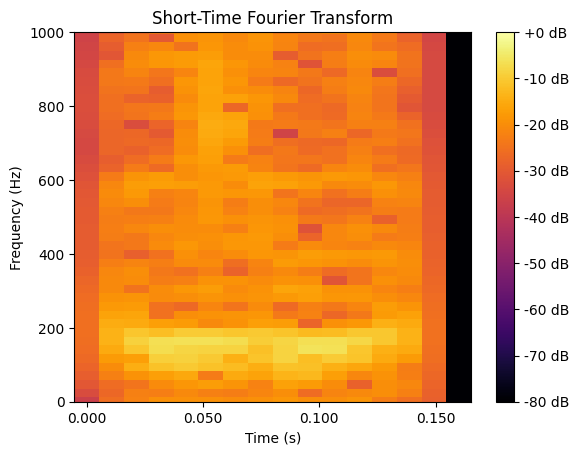 Short-Time Fourier Transform
1000
800
600
400
200
0
Frequency (Hz)
0.000
0.050
0.100
0.150
Time (s)
+0 dB
-10 dB
-20 dB
-30 dB
-40 dB
-50 dB
-60 dB
-70 dB
-80 dB